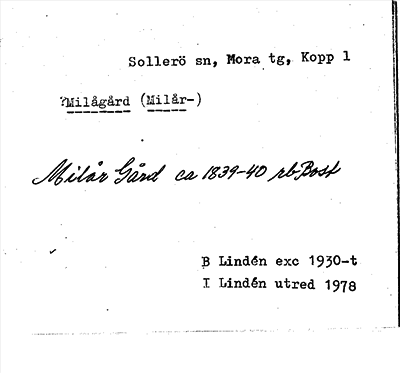 Sollerö sn, Mora tg, Kopp l
?Milågård (Milår-)
Milår Gård ca 1839-40 rb Bost
B Lindén exc 1930-t
I Lindén utred 1978